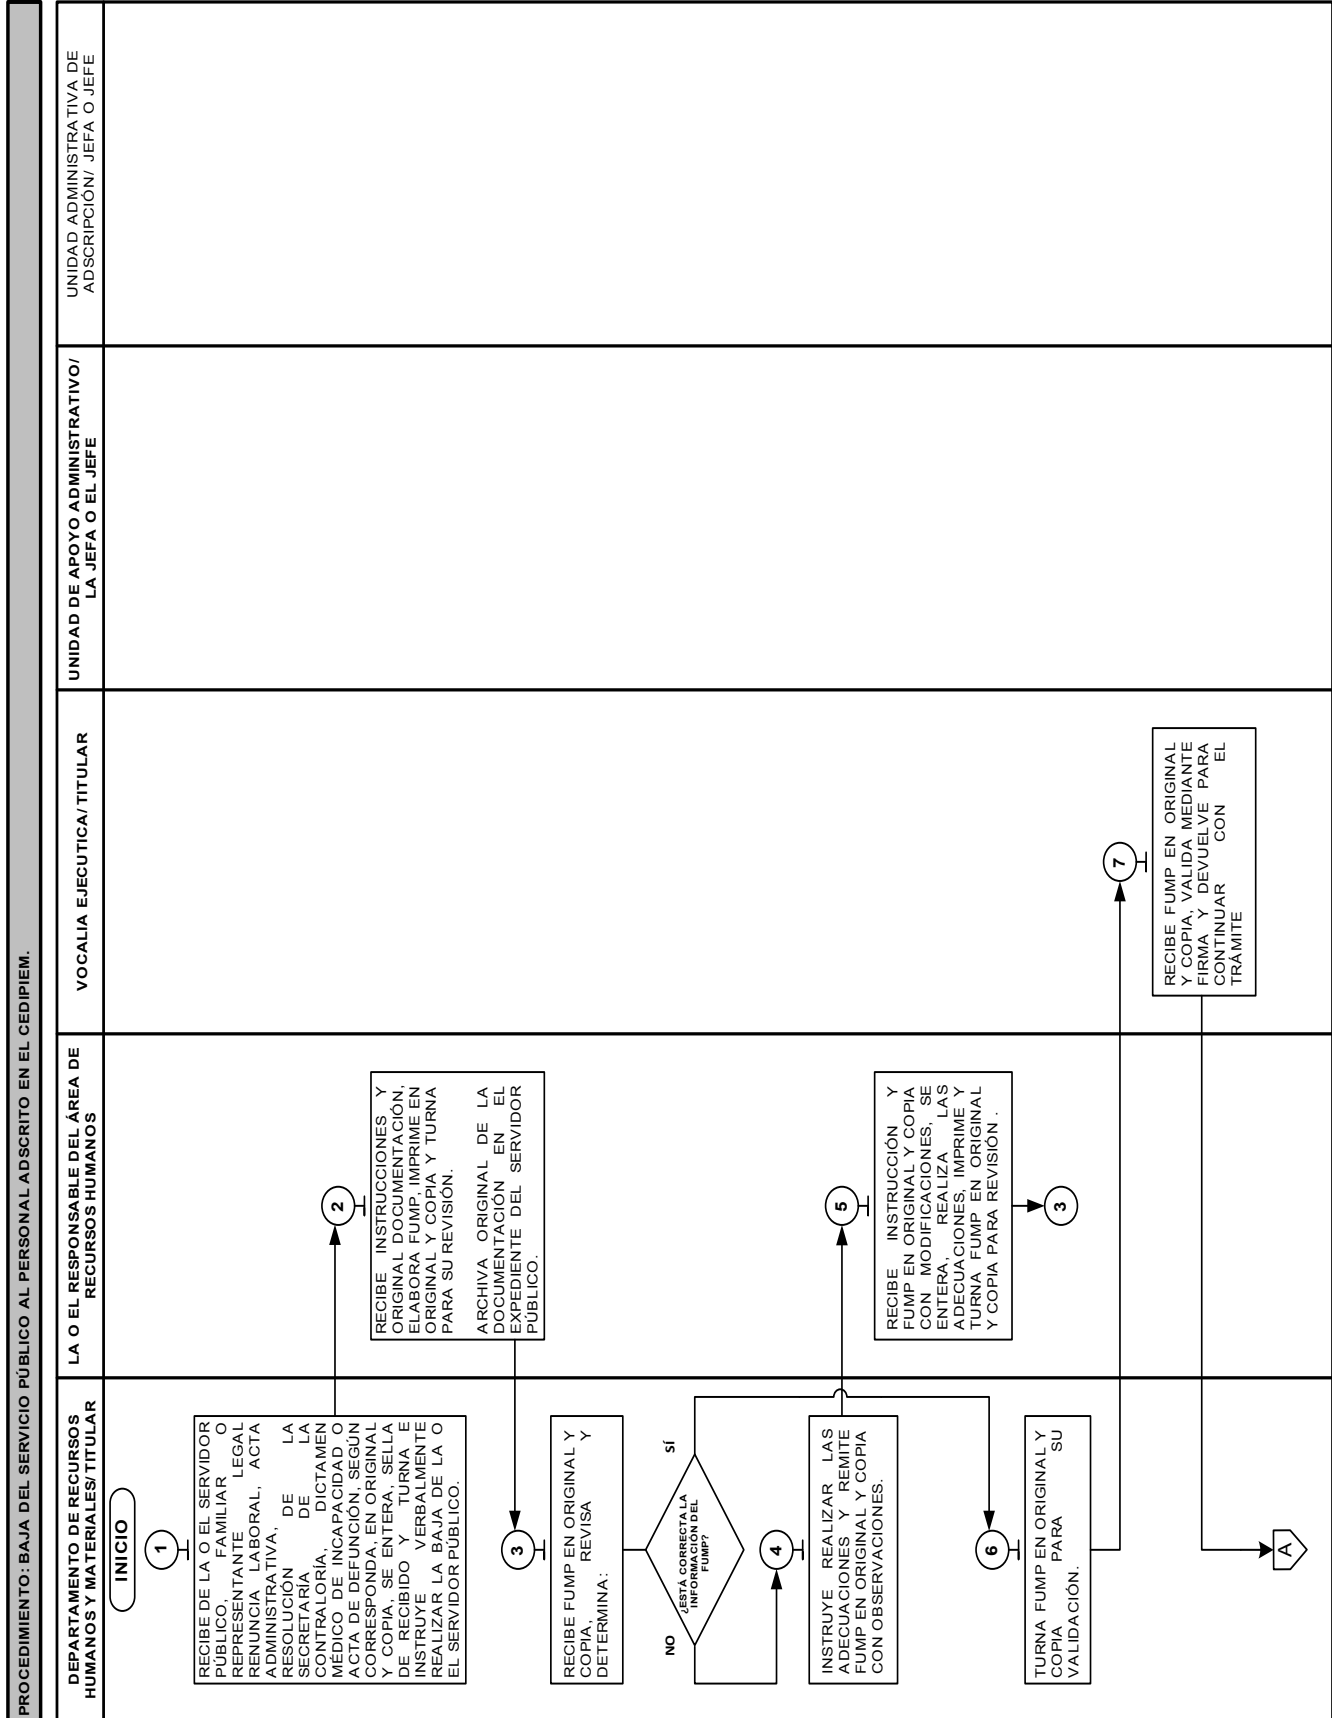 PROCEDIMIENTO: BAJA DEL SERVICIO PÚBLICO AL PERSONAL ADSCRITO EN EL CEDIPIEM.
DEPARTAMENTO DE RECURSOS
HUMANOS Y MATERIALES/TITULAR
LA O EL RESPONSABLE DEL ÁREA DE
RECURSOS HUMANOS
VOCALIA EJECUTICA/TITULAR
UNIDAD DE APOYO ADMINISTRATIVO/
LA JEFA O EL JEFE
UNIDAD ADMINISTRATIVA DE
ADSCRIPCIÓN/ JEFA O JEFE
INICIO
1
RECIBE DE LA O EL SERVIDOR
PÚBLICO, FAMILIAR O
REPRESENTANTE LEGAL
RENUNCIA LABORAL, ACTA
ADMINISTRATIVA,
RESOLUCIÓN DE LA
SECRETARÍA DE LA
CONTRALORÍA, DICTAMEN
MÉDICO DE INCAPACIDAD O
ACTA DE DEFUNCIÓN, SEGÚN
CORRESPONDA, EN ORIGINAL
Y COPIA, SE ENTERA, SELLA
DE RECIBIDO Y TURNA E
INSTRUYE VERBALMENTE
REALIZAR LA BAJA DE LA O
EL SERVIDOR PÚBLICO.
2
RECIBE INSTRUCCIONES Y
ORIGINAL DOCUMENTACIÓN,
ELABORA FUMP, IMPRIME EN
ORIGINAL Y COPIA Y TURNA
PARA SU REVISIÓN.
ARCHIVA ORIGINAL DE LA
DOCUMENTACIÓN EN EL
EXPEDIENTE DEL SERVIDOR
PÚBLICO.
3
RECIBE FUMP EN ORIGINAL Y
COPIA, REVISA Y
DETERMINA:
¿ESTÁ CORRECTA LA
INFORMACIÓN DEL
FUMP?
NO
SÍ
4
INSTRUYE REALIZAR LAS
ADECUACIONES Y REMITE
FUMP EN ORIGINAL Y COPIA
CON OBSERVACIONES.
5
RECIBE INSTRUCCIÓN Y
FUMP EN ORIGINAL Y COPIA
CON MODIFICACIONES, SE
ENTERA, REALIZA LAS
ADECUACIONES, IMPRIME Y
TURNA FUMP EN ORIGINAL
Y COPIA PARA REVISIÓN .
3
6
TURNA FUMP EN ORIGINAL Y
COPIA PARA SU
VALIDACIÓN.
7
RECIBE FUMP EN ORIGINAL
Y COPIA, VALIDA MEDIANTE
FIRMA Y DEVUELVE PARA
CONTINUAR CON EL
TRÁMITE
A